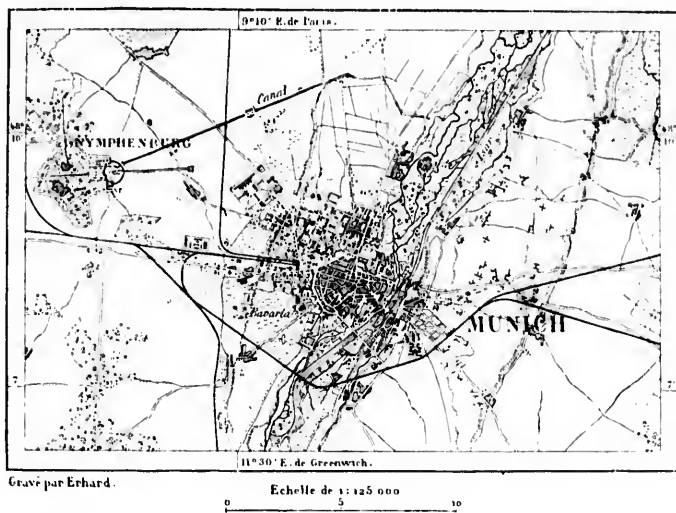 9°10' E. de Paris.
Canal
NYMPHENBURG
Bavaria
MUNICH
11°30' E. de Greenwich.
Gravé par Erhard.
Echelle de 1:125 000
0 5 10